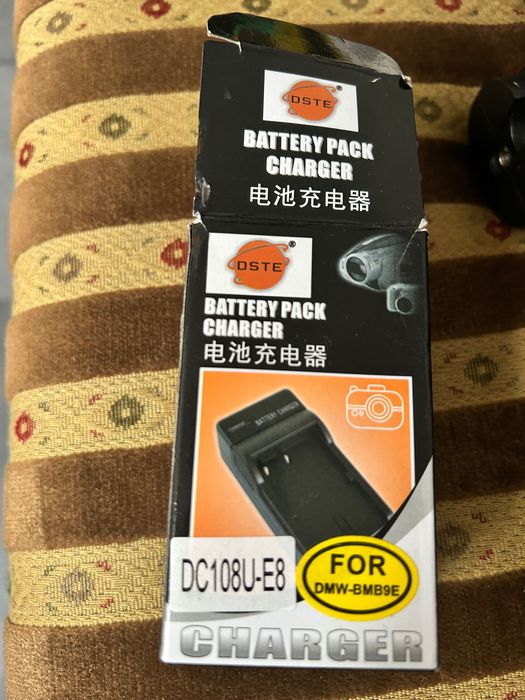 DSTE®
BATTERY PACK
CHARGER
电池充电器
DSTE®
BATTERY PACK
CHARGER
电池充电器
BATTERY CHARGER
DC108U-E8
FOR
DMW-BMB9E
CHARGER